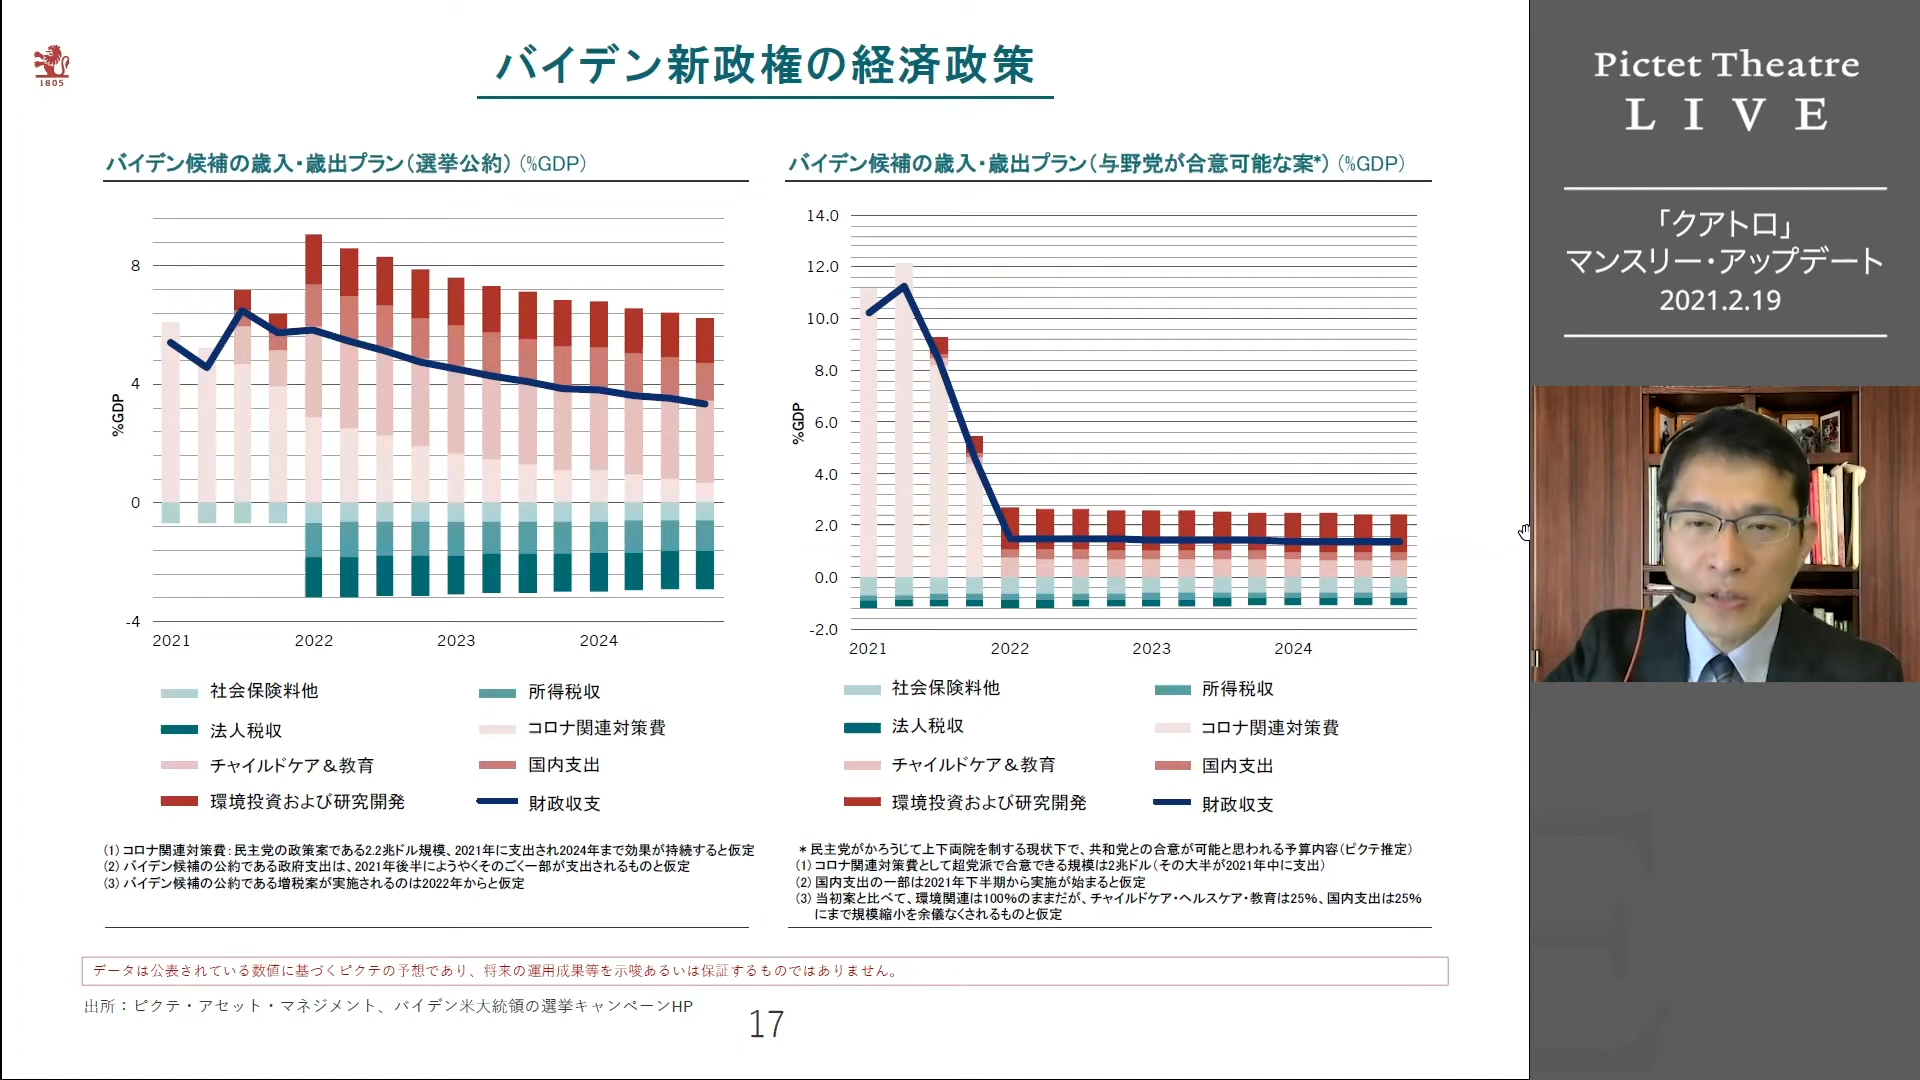 1805
バイデン新政権の経済政策
バイデン候補の歳入・歳出プラン（選挙公約）（%GDP）
8
4
0
-4
%GDP
2021 2022 2023 2024
社会保険料他 所得税収
法人税収 コロナ関連対策費
チャイルドケア＆教育 国内支出
環境投資および研究開発 財政収支
(1) コロナ関連対策費：民主党の政策案である2.2兆ドル規模、2021年に支出され2024年まで効果が持続すると仮定
(2) バイデン候補の公約である政府支出は、2021年後半にようやくそのごく一部が支出されるものと仮定
(3) バイデン候補の公約である増税案が実施されるのは2022年からと仮定
バイデン候補の歳入・歳出プラン（与野党が合意可能な案*）（%GDP）
14.0
12.0
10.0
8.0
6.0
4.0
2.0
0.0
-2.0
%GDP
2021 2022 2023 2024
社会保険料他 所得税収
法人税収 コロナ関連対策費
チャイルドケア＆教育 国内支出
環境投資および研究開発 財政収支
＊民主党がかろうじて上下両院を制する現状下で、共和党との合意が可能と思われる予算内容（ピクテ推定）
(1) コロナ関連対策費として超党派で合意できる規模は2兆ドル（その大半が2021年中に支出）
(2) 国内支出の一部は2021年下半期から実施が始まると仮定
(3) 当初案と比べて、環境関連は100%のままだが、チャイルドケア・ヘルスケア・教育は25%、国内支出は25%
にまで規模縮小を余儀なくされるものと仮定
データは公表されている数値に基づくピクテの予想であり、将来の運用成果等を示唆あるいは保証するものではありません。
出所：ピクテ・アセット・マネジメント、バイデン米大統領の選挙キャンペーンHP
17
Pictet Theatre
LIVE
「クアトロ」
マンスリー・アップデート
2021.2.19